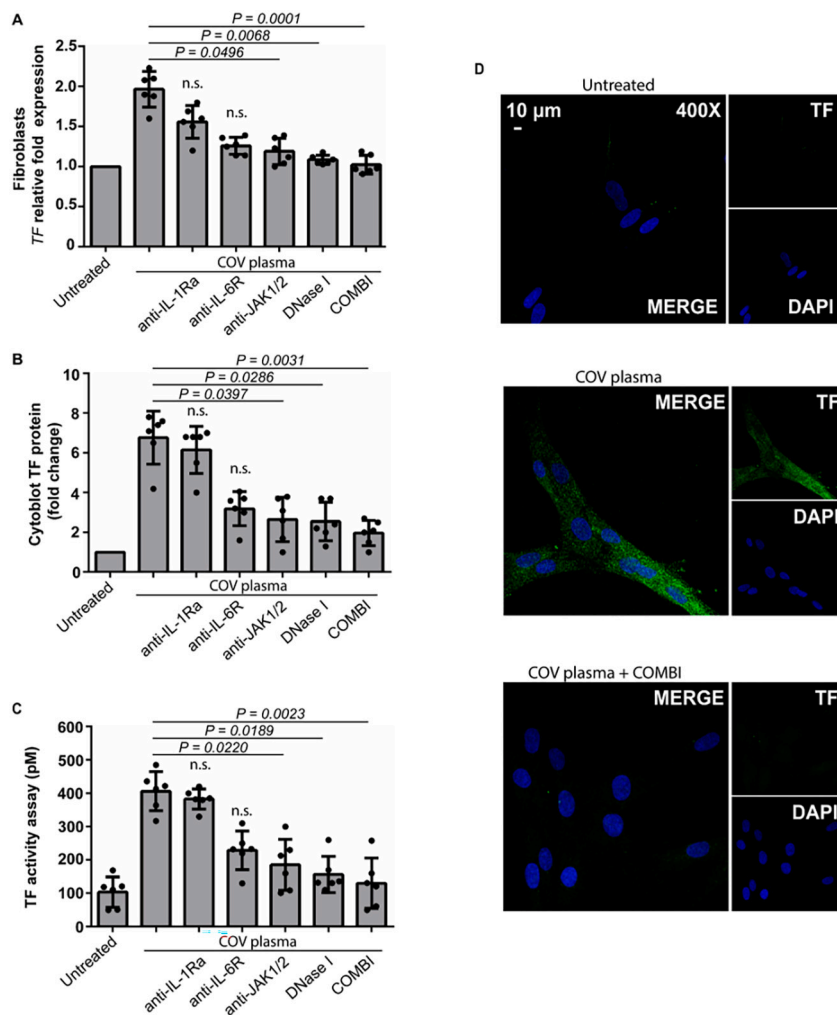 A
P = 0.0001
P = 0.0068
P = 0.0496
Fibroblasts
TF relative fold expression
2.5
2.0
1.5
1.0
0.5
0
n.s.
n.s.
COV plasma
Untreated
anti-IL-1Ra
anti-IL-6R
anti-JAK1/2
DNase I
COMBI
B
P = 0.0031
P = 0.0286
P = 0.0397
Cytoblot TF protein
(fold change)
10
8
6
4
2
0
n.s.
n.s.
COV plasma
Untreated
anti-IL-1Ra
anti-IL-6R
anti-JAK1/2
DNase I
COMBI
C
P = 0.0023
P = 0.0189
P = 0.0220
TF activity assay (pM)
600
500
400
300
200
100
0
n.s.
n.s.
COV plasma
Untreated
anti-IL-1Ra
anti-IL-6R
anti-JAK1/2
DNase I
COMBI
D
Untreated
10 μm
400X
TF
MERGE
DAPI
COV plasma
MERGE
TF
DAPI
COV plasma + COMBI
MERGE
TF
DAPI